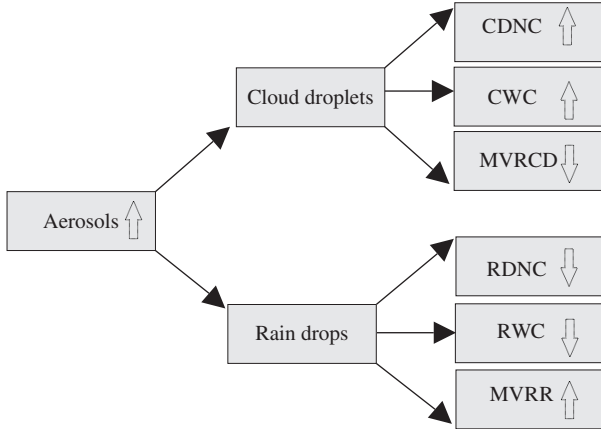 CDNC
Cloud droplets
CWC
MVRCD
Aerosols
RDNC
Rain drops
RWC
MVRR